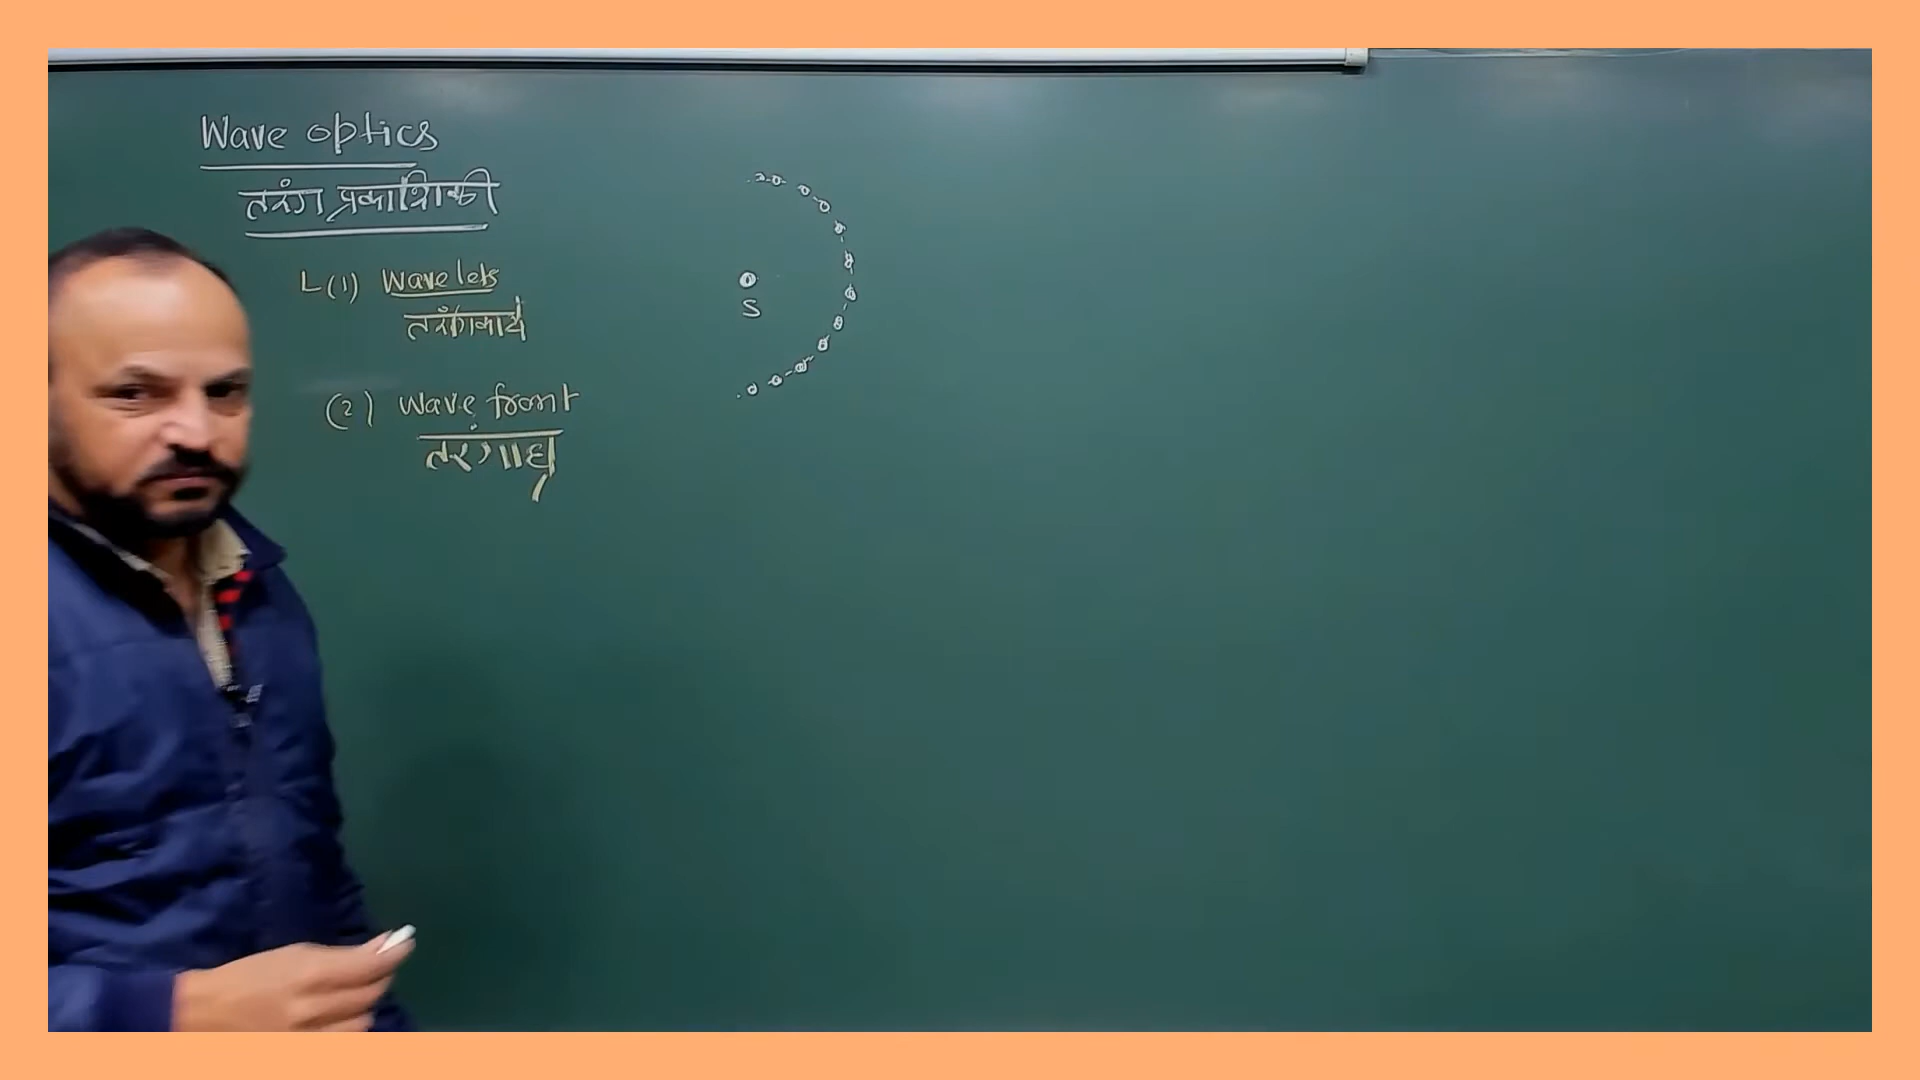 Wave optics
तरंग प्रकाशिकी
L (1) Wavelets
तरंगिकायें
(2) Wave front
तरंगाग्र
S